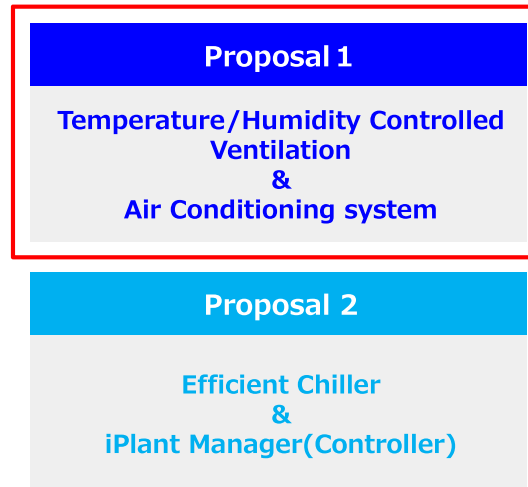 Proposal 1
Temperature/Humidity Controlled
Ventilation
&
Air Conditioning system
Proposal 2
Efficient Chiller
&
iPlant Manager(Controller)